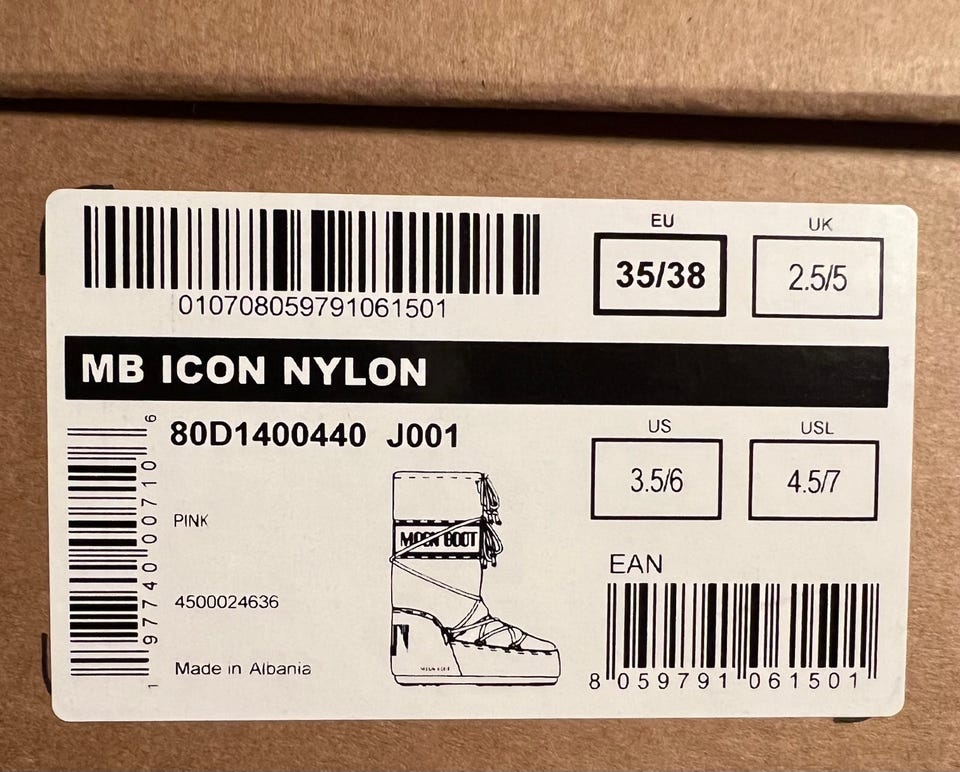 010708059791061501
EU
35/38
UK
2.5/5
MB ICON NYLON
80D1400440 J001
US
3.5/6
USL
4.5/7
PINK
MOON BOOT
4500024636
Made in Albania
EAN
8 059791 061501
1 97740 00710 6